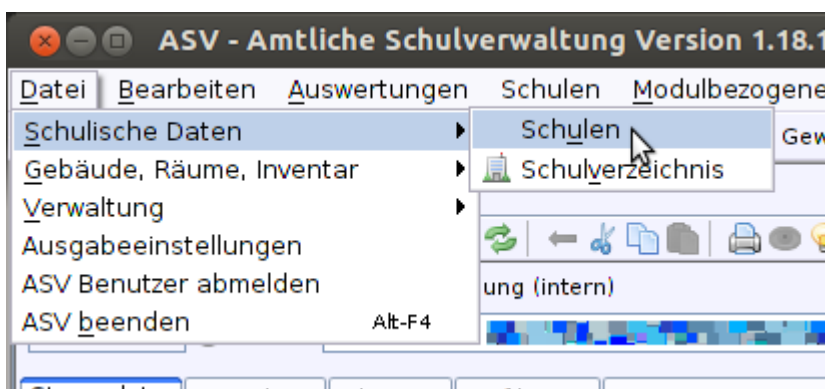 ASV - Amtliche Schulverwaltung Version 1.18.1
Datei Bearbeiten Auswertungen Schulen Modulbezogene
Schulische Daten
Schulen
Gew
Gebäude, Räume, Inventar
Schulverzeichnis
Verwaltung
Ausgabeeinstellungen
ASV Benutzer abmelden
ung (intern)
ASV beenden Alt-F4